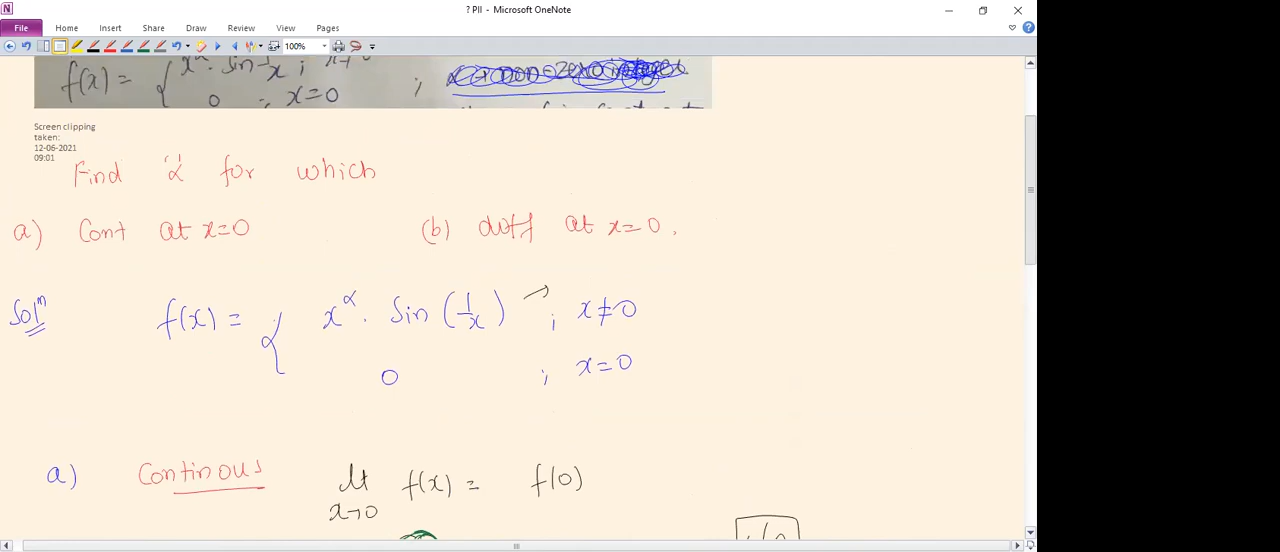 ? PII - Microsoft OneNote
File Home Insert Share Draw Review View
100%
f(x) = { x^α . sin 1/x ; x≠0
0 ; x=0 ;
Screen clipping
taken:
12-06-2021
09:01
Find 'α' for which
a) Cont at x=0 (b) diff at x=0.
Solⁿ f(x) = { x^α . Sin (1/x) ; x≠0
0 ; x=0
a) Continous lt f(x) = f(0)
x→0